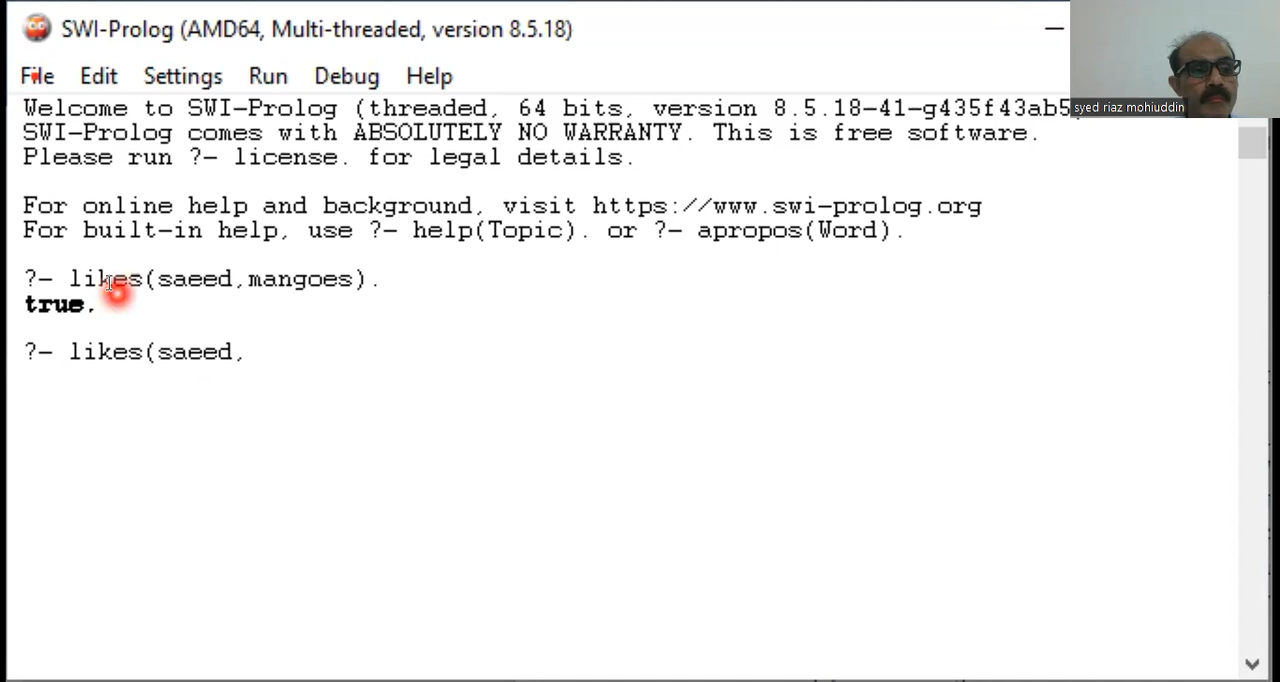 SWI-Prolog (AMD64, Multi-threaded, version 8.5.18)
syed riaz mohiuddin
File Edit Settings Run Debug Help
Welcome to SWI-Prolog (threaded, 64 bits, version 8.5.18-41-g435f43ab5
SWI-Prolog comes with ABSOLUTELY NO WARRANTY. This is free software.
Please run ?- license. for legal details.
For online help and background, visit https://www.swi-prolog.org
For built-in help, use ?- help(Topic). or ?- apropos(Word).
?- likes(saeed,mangoes).
true.
?- likes(saeed,